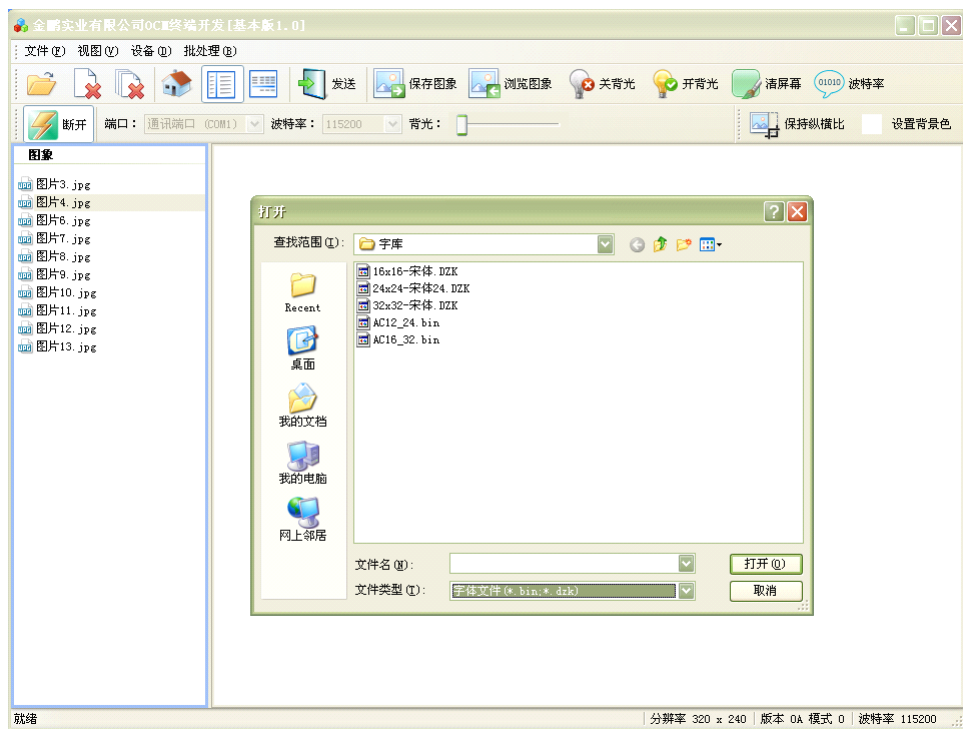 金鹏实业有限公司OCM终端开发[基本版1.0]
文件(F) 视图(V) 设备(D) 批处理(B)
发送 保存图象 浏览图象 关背光 开背光 清屏幕 01010 波特率
断开 端口： 通讯端口 (COM1) 波特率： 115200 背光： 保持纵横比 设置背景色
图象
图片3.jpg
图片4.jpg
图片6.jpg
图片7.jpg
图片8.jpg
图片9.jpg
图片10.jpg
图片11.jpg
图片12.jpg
图片13.jpg
打开
查找范围(I): 字库
Recent
桌面
我的文档
我的电脑
网上邻居
16x16-宋体.DZK
24x24-宋体24.DZK
32x32-宋体.DZK
AC12_24.bin
AC16_32.bin
文件名(N): 打开(O)
文件类型(T): 字体文件(*.bin;*.dzk) 取消
就绪 分辨率 320 x 240 版本 0A 模式 0 波特率 115200